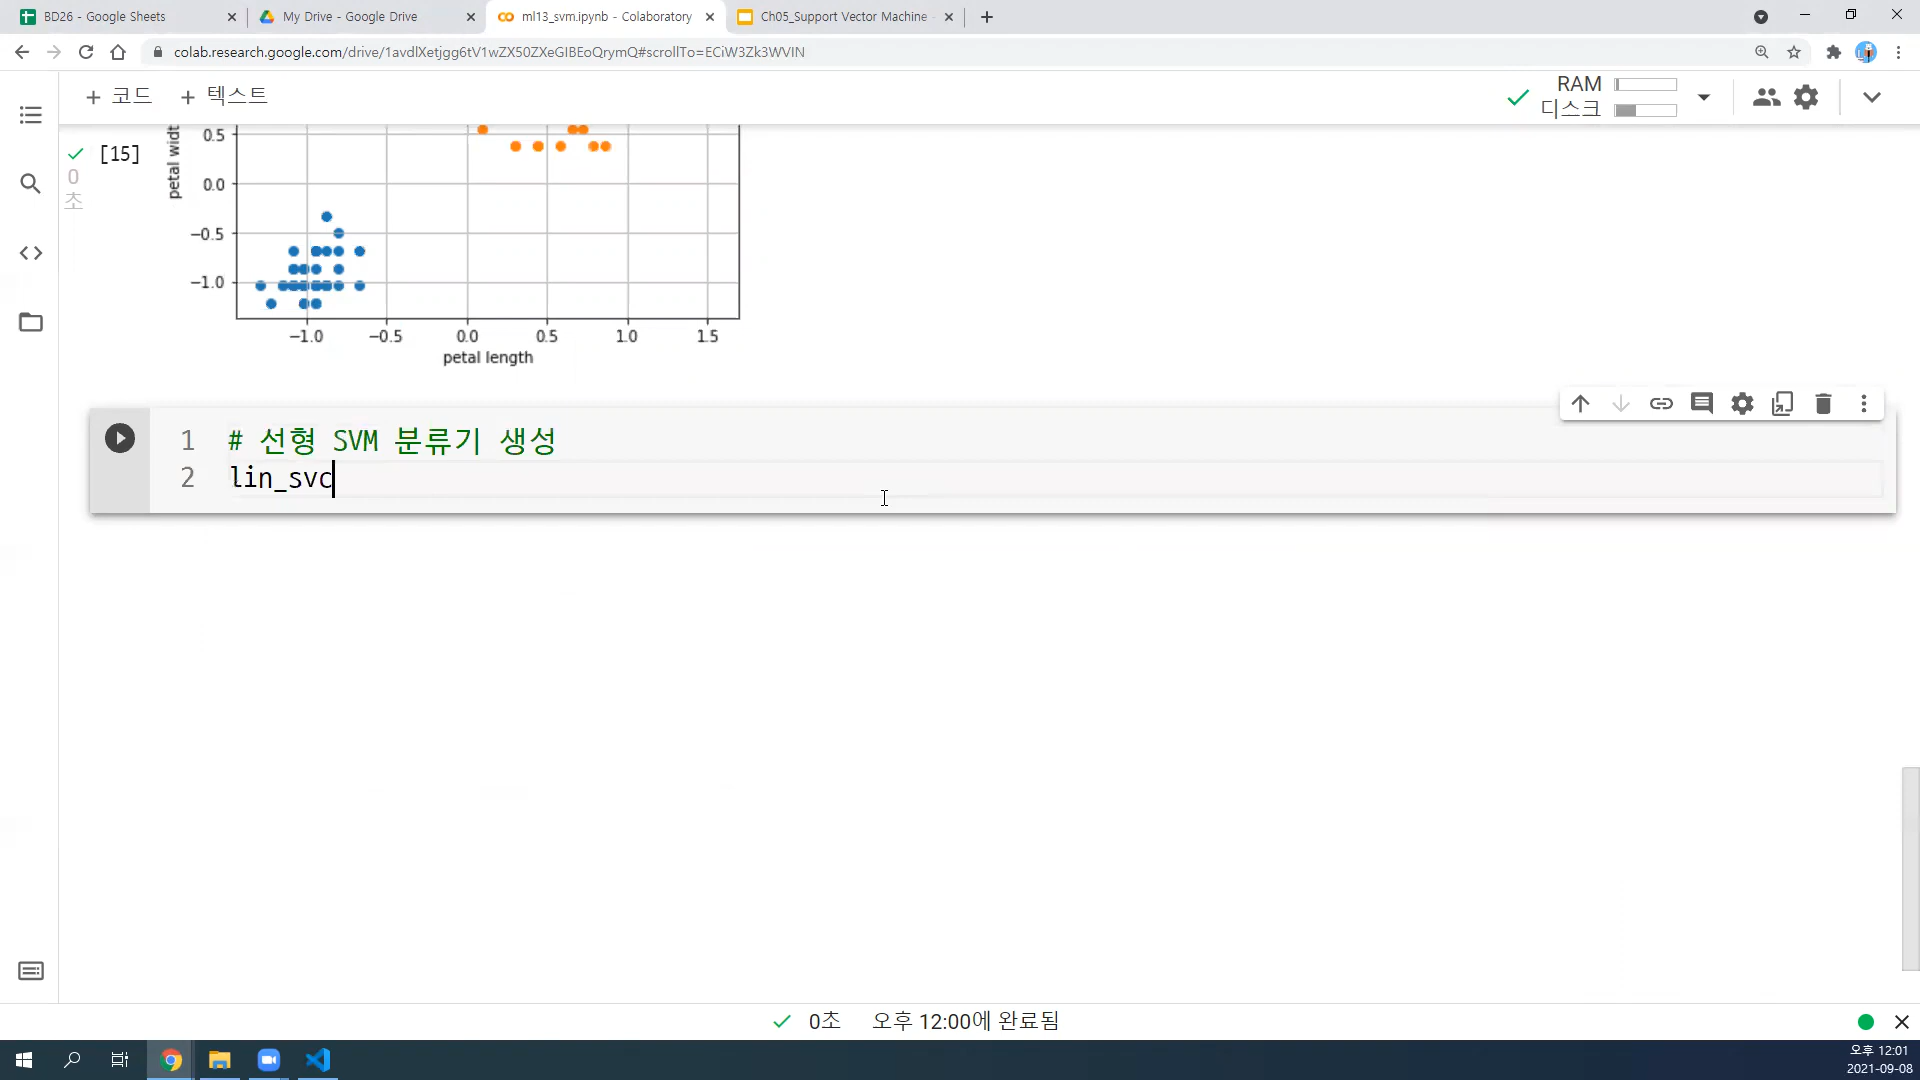 BD26 - Google Sheets
My Drive - Google Drive
ml13_svm.ipynb - Colaboratory
Ch05_Support Vector Machine
colab.research.google.com/drive/1avdlXetjgg6tV1wZX50ZXeGIBEoQrymQ#scrollTo=ECiW3Zk3WVIN
+ 코드
+ 텍스트
RAM
디스크
[15]
0
초
petal widt
0.5
0.0
−0.5
−1.0
−1.0
−0.5
0.0
0.5
1.0
1.5
petal length
1
# 선형 SVM 분류기 생성
2
lin_svc
0초
오후 12:00에 완료됨
오후 12:01
2021-09-08